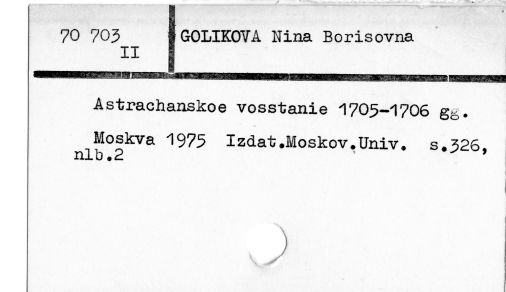 70 703
II
GOLIKOVA Nina Borisovna
Astrachanskoe vosstanie 1705-1706 gg.
Moskva 1975 Izdat.Moskov.Univ. s.326,
nlb.2